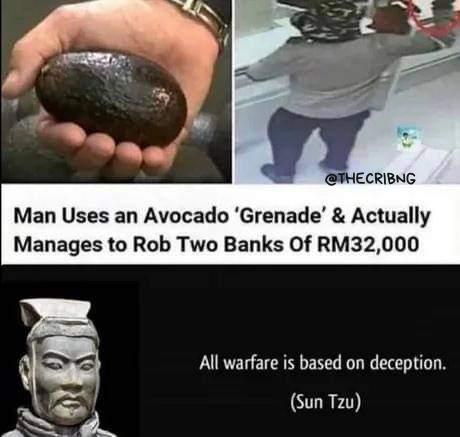 @THECRIBNG
Man Uses an Avocado 'Grenade' & Actually
Manages to Rob Two Banks Of RM32,000
All warfare is based on deception.
(Sun Tzu)